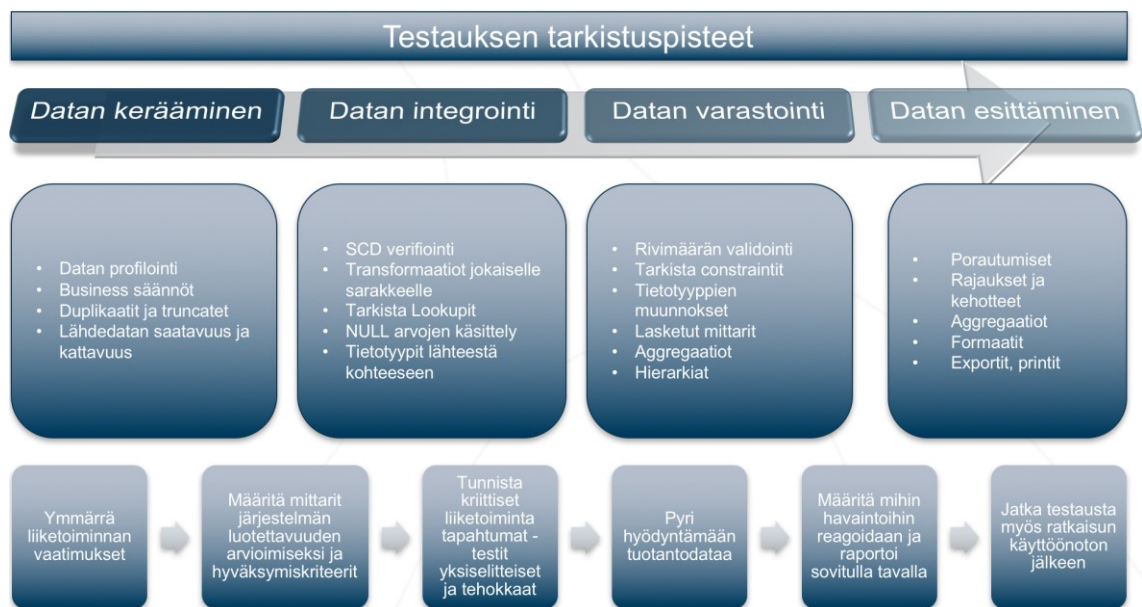 Testauksen tarkistuspisteet
Datan kerääminen
Datan integrointi
Datan varastointi
Datan esittäminen
• Datan profilointi
• Business säännöt
• Duplikaatit ja truncatet
• Lähdedatan saatavuus ja
kattavuus
• SCD verifiointi
• Transformaatiot jokaiselle
sarakkeelle
• Tarkista Lookupit
• NULL arvojen käsittely
• Tietotyypit lähteestä
kohteeseen
• Rivimäärän validointi
• Tarkista constraintit
• Tietotyyppien
muunnokset
• Lasketut mittarit
• Aggregaatiot
• Hierarkiat
• Porautumiset
• Rajaukset ja
kehotteet
• Aggregaatiot
• Formaatit
• Exportit, printit
Ymmärrä
liiketoiminnan
vaatimukset
Määritä mittarit
järjestelmän
luotettavuuden
arvioimiseksi ja
hyväksymiskriteerit
Tunnista
kriittiset
liiketoiminta
tapahtumat -
testit
yksiselitteiset
ja tehokkaat
Pyri
hyödyntämään
tuotantodataa
Määritä mihin
havaintoihin
reagoidaan ja
raportoi
sovitulla tavalla
Jatka testausta
myös ratkaisun
käyttöönoton
jälkeen